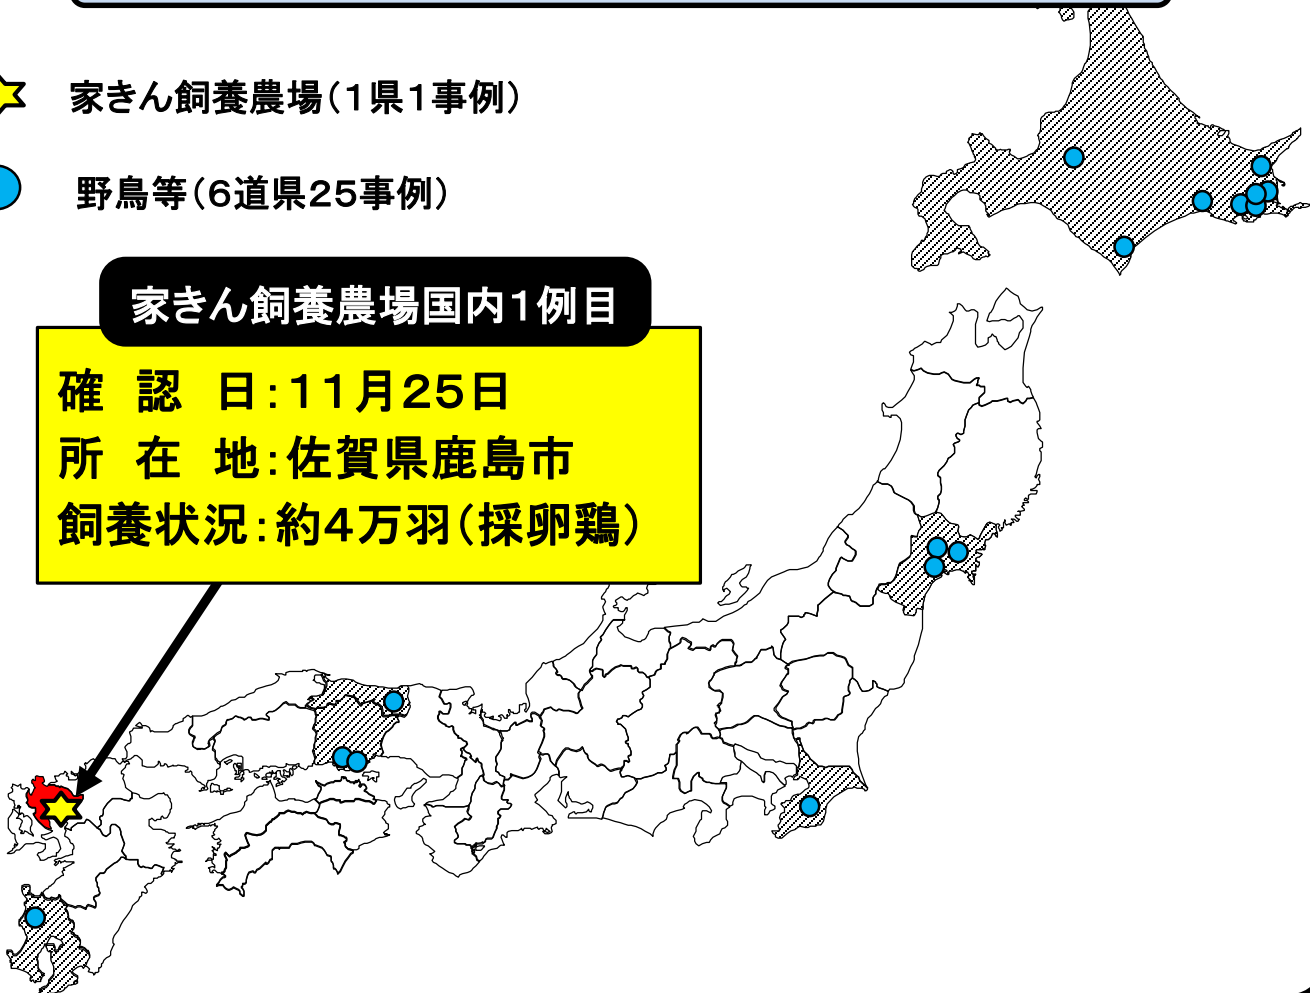 家きん飼養農場（１県１事例）
野鳥等（６道県２５事例）
家きん飼養農場国内１例目
確　認　日：１１月２５日
所　在　地：佐賀県鹿島市
飼養状況：約４万羽（採卵鶏）